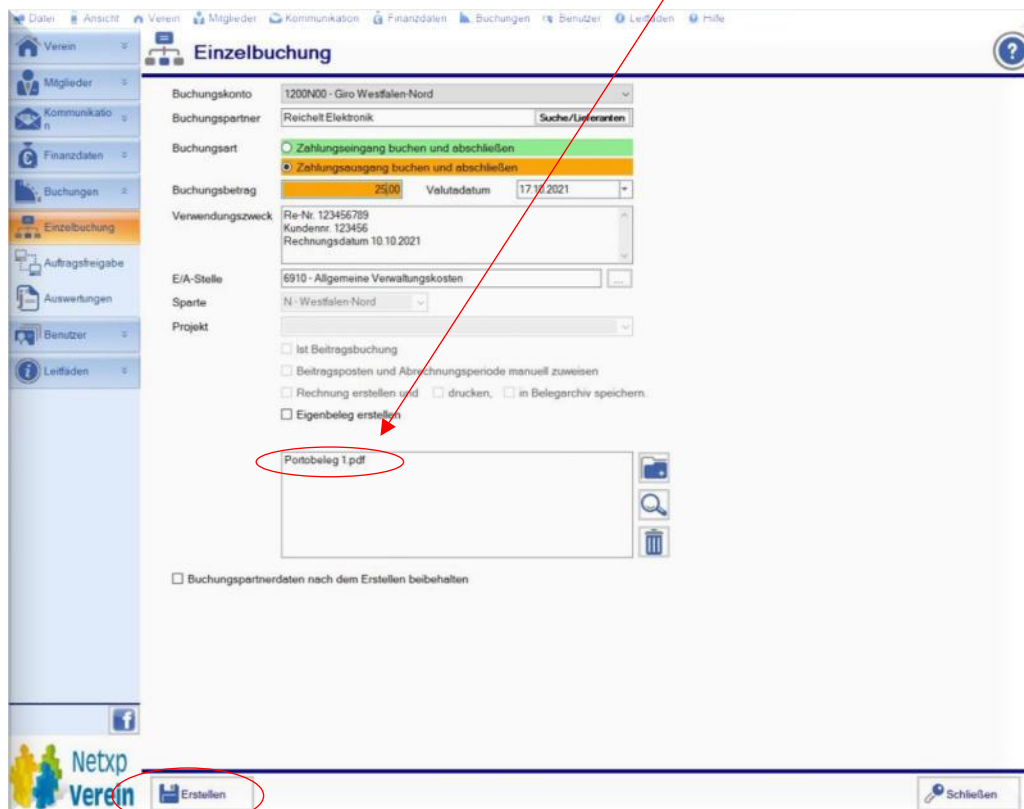 Datei Ansicht Verein Mitglieder Kommunikation Finanzdaten Buchungen Benutzer Leitfaden Hilfe
Verein
Mitglieder
Kommunikatio
n
Finanzdaten
Buchungen
Einzelbuchung
Auftragsfreigabe
Auswertungen
Benutzer
Leitfaden
Einzelbuchung
?
Buchungskonto 1200N00 - Giro Westfalen-Nord
Buchungspartner Reichelt Elektronik Suche/Lieferanten
Buchungsart Zahlungseingang buchen und abschließen
Zahlungsausgang buchen und abschließen
Buchungsbetrag 25,00 Valutadatum 17.10.2021
Verwendungszweck Re-Nr. 123456789
Kundennr. 123456
Rechnungsdatum 10.10.2021
E/A-Stelle 6910 - Allgemeine Verwaltungskosten ...
Sparte N - Westfalen-Nord
Projekt
Ist Beitragsbuchung
Beitragsposten und Abrechnungsperiode manuell zuweisen
Rechnung erstellen und drucken, in Belegarchiv speichern.
Eigenbeleg erstellen
Portobeleg 1.pdf
Buchungspartnerdaten nach dem Erstellen beibehalten
f
Netxp
Verein
Erstellen Schließen